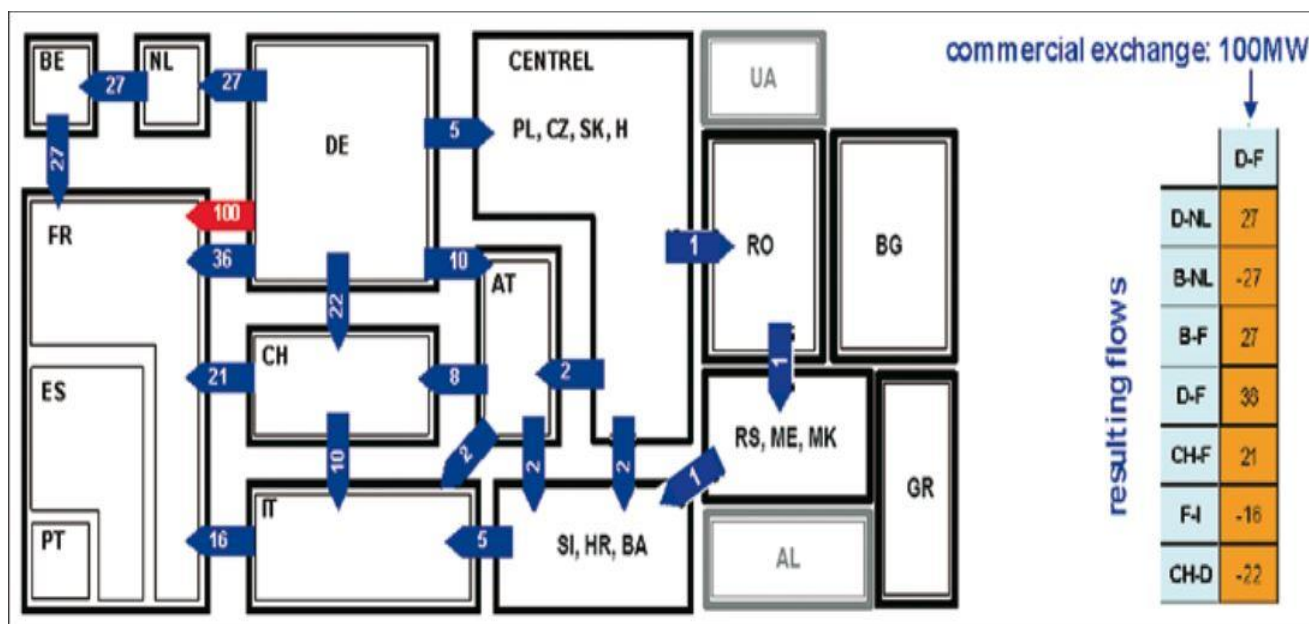 commercial exchange: 100MW
BE
NL
27
27
CENTREL
UA
DE
5
PL, CZ, SK, H
27
D-F
D-NL 27
100
FR
36
10
1
RO
BG
B-NL -27
22
AT
B-F 27
CH
D-F 36
21
8
2
1
ES
CH-F 21
10
2
2
2
RS, ME, MK
1
GR
F-I -16
IT
PT
16
5
SI, HR, BA
AL
CH-D -22
resulting flows